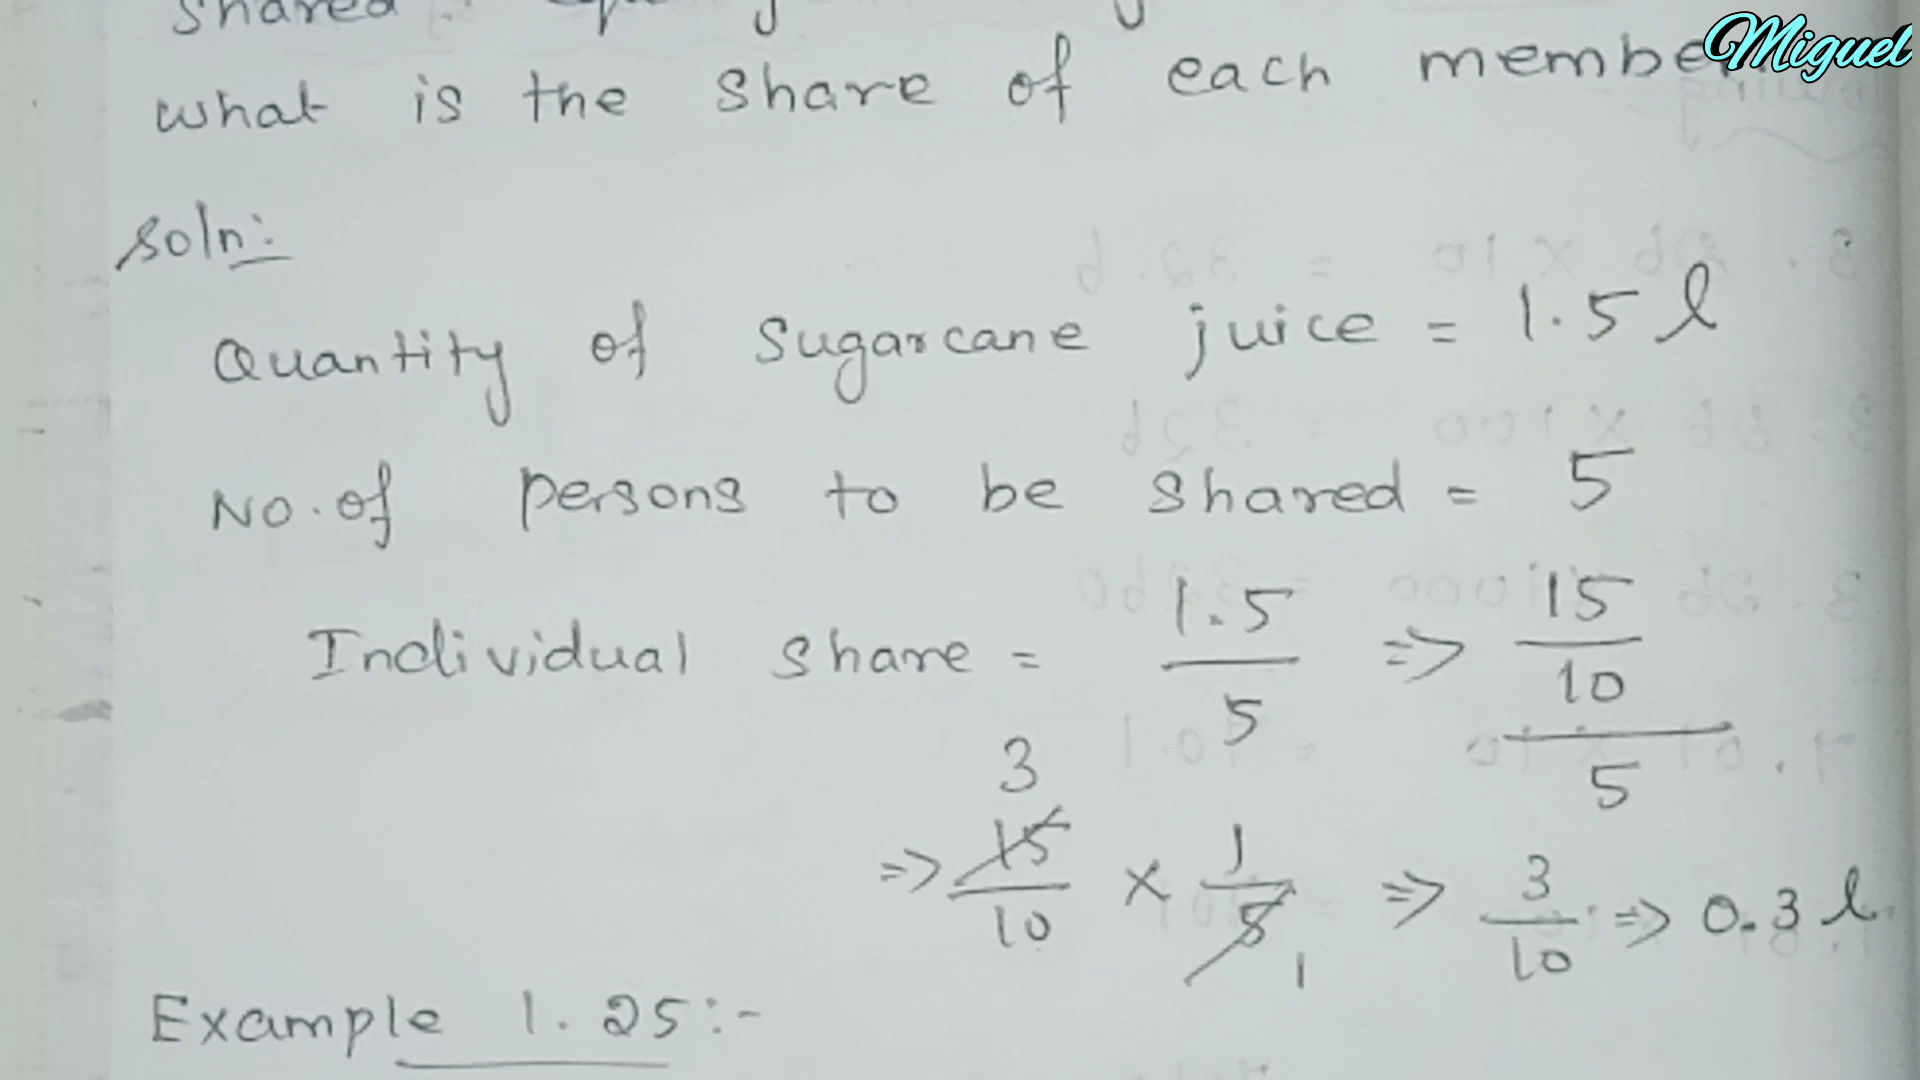 shared
what is the share of each member
Miguel
Soln:
Quantity of Sugarcane juice = 1.5 l
No. of persons to be shared = 5
Individual share = 1.5/5 => 15/10/5
=> 15/10 3 × 1/5 1 => 3/10 => 0.3 l
Example 1.25:-